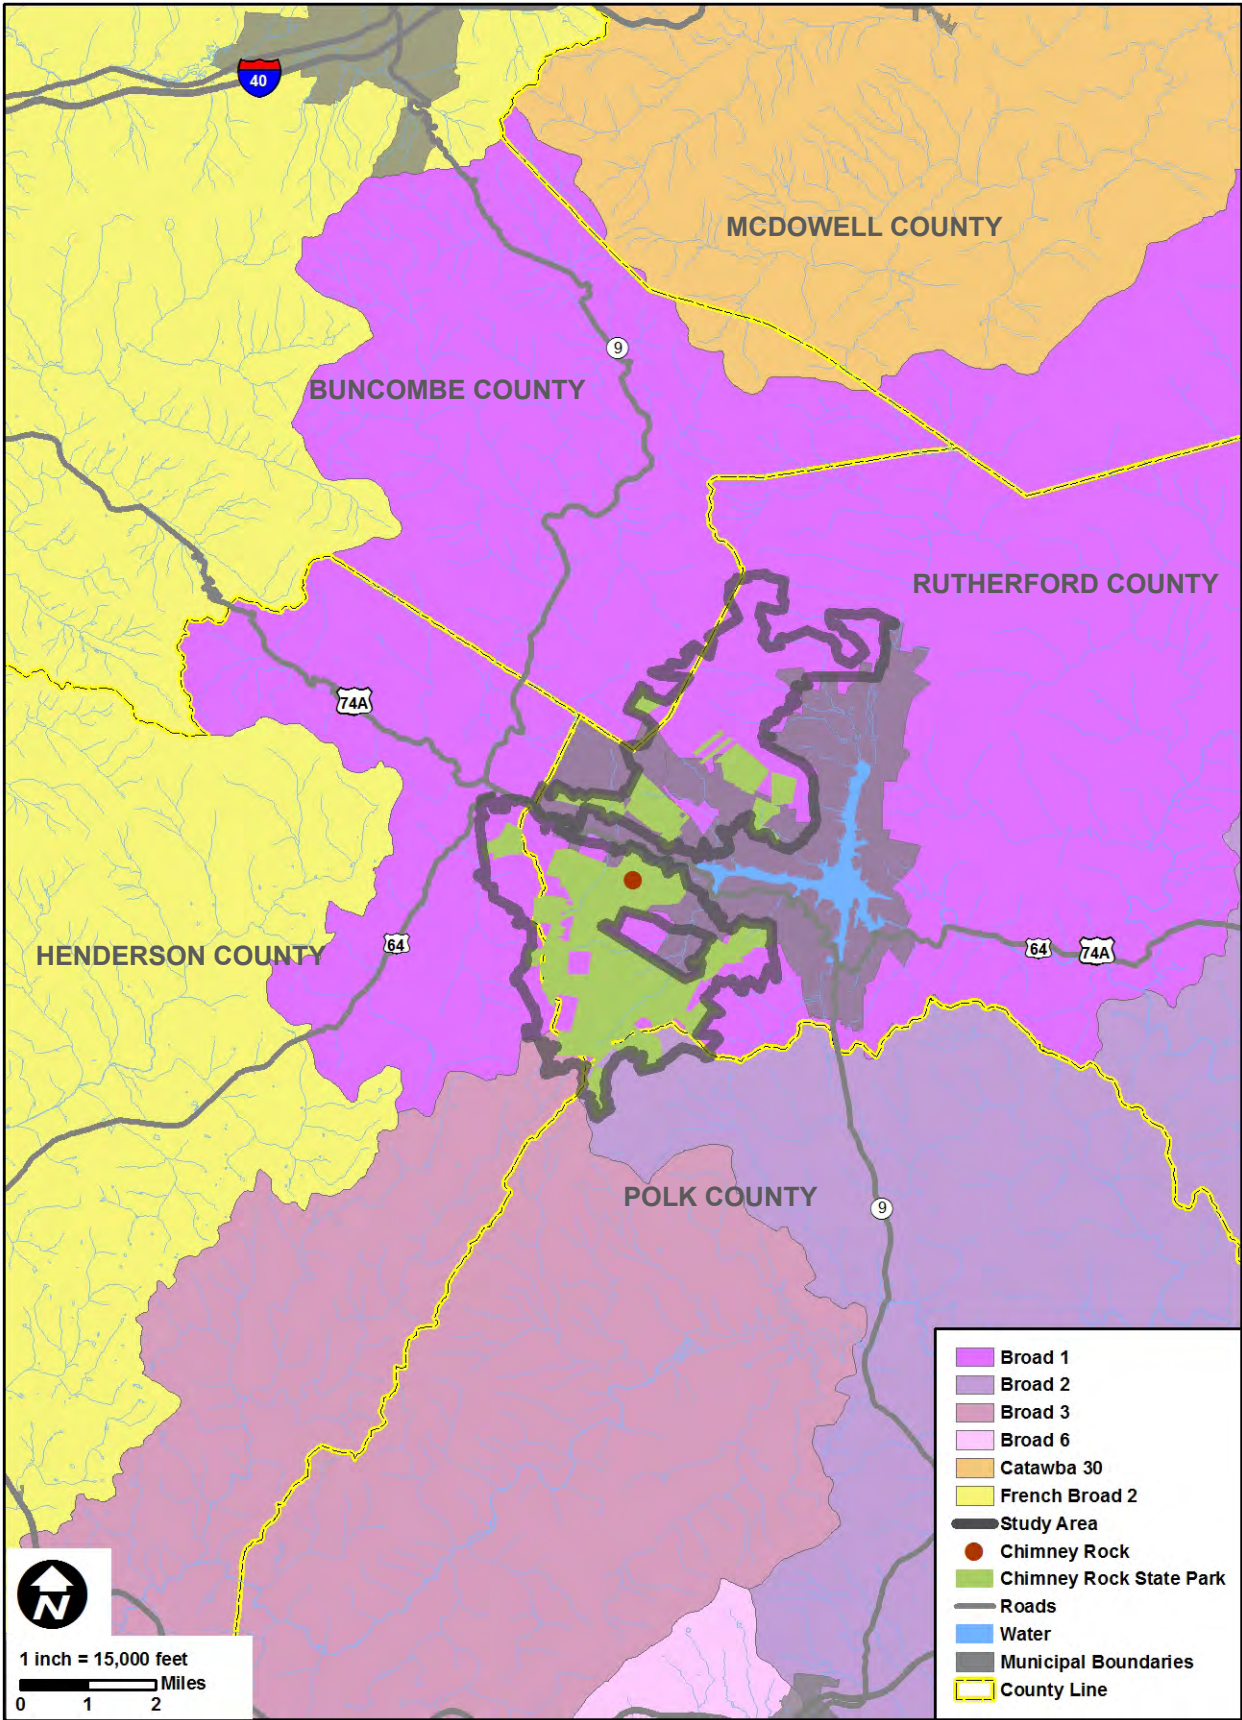 40
MCDOWELL COUNTY
9
BUNCOMBE COUNTY
RUTHERFORD COUNTY
74A
HENDERSON COUNTY
64
64
74A
POLK COUNTY
9
Broad 1
Broad 2
Broad 3
Broad 6
Catawba 30
French Broad 2
Study Area
Chimney Rock
Chimney Rock State Park
Roads
Water
Municipal Boundaries
County Line
N
1 inch = 15,000 feet
Miles
0 1 2